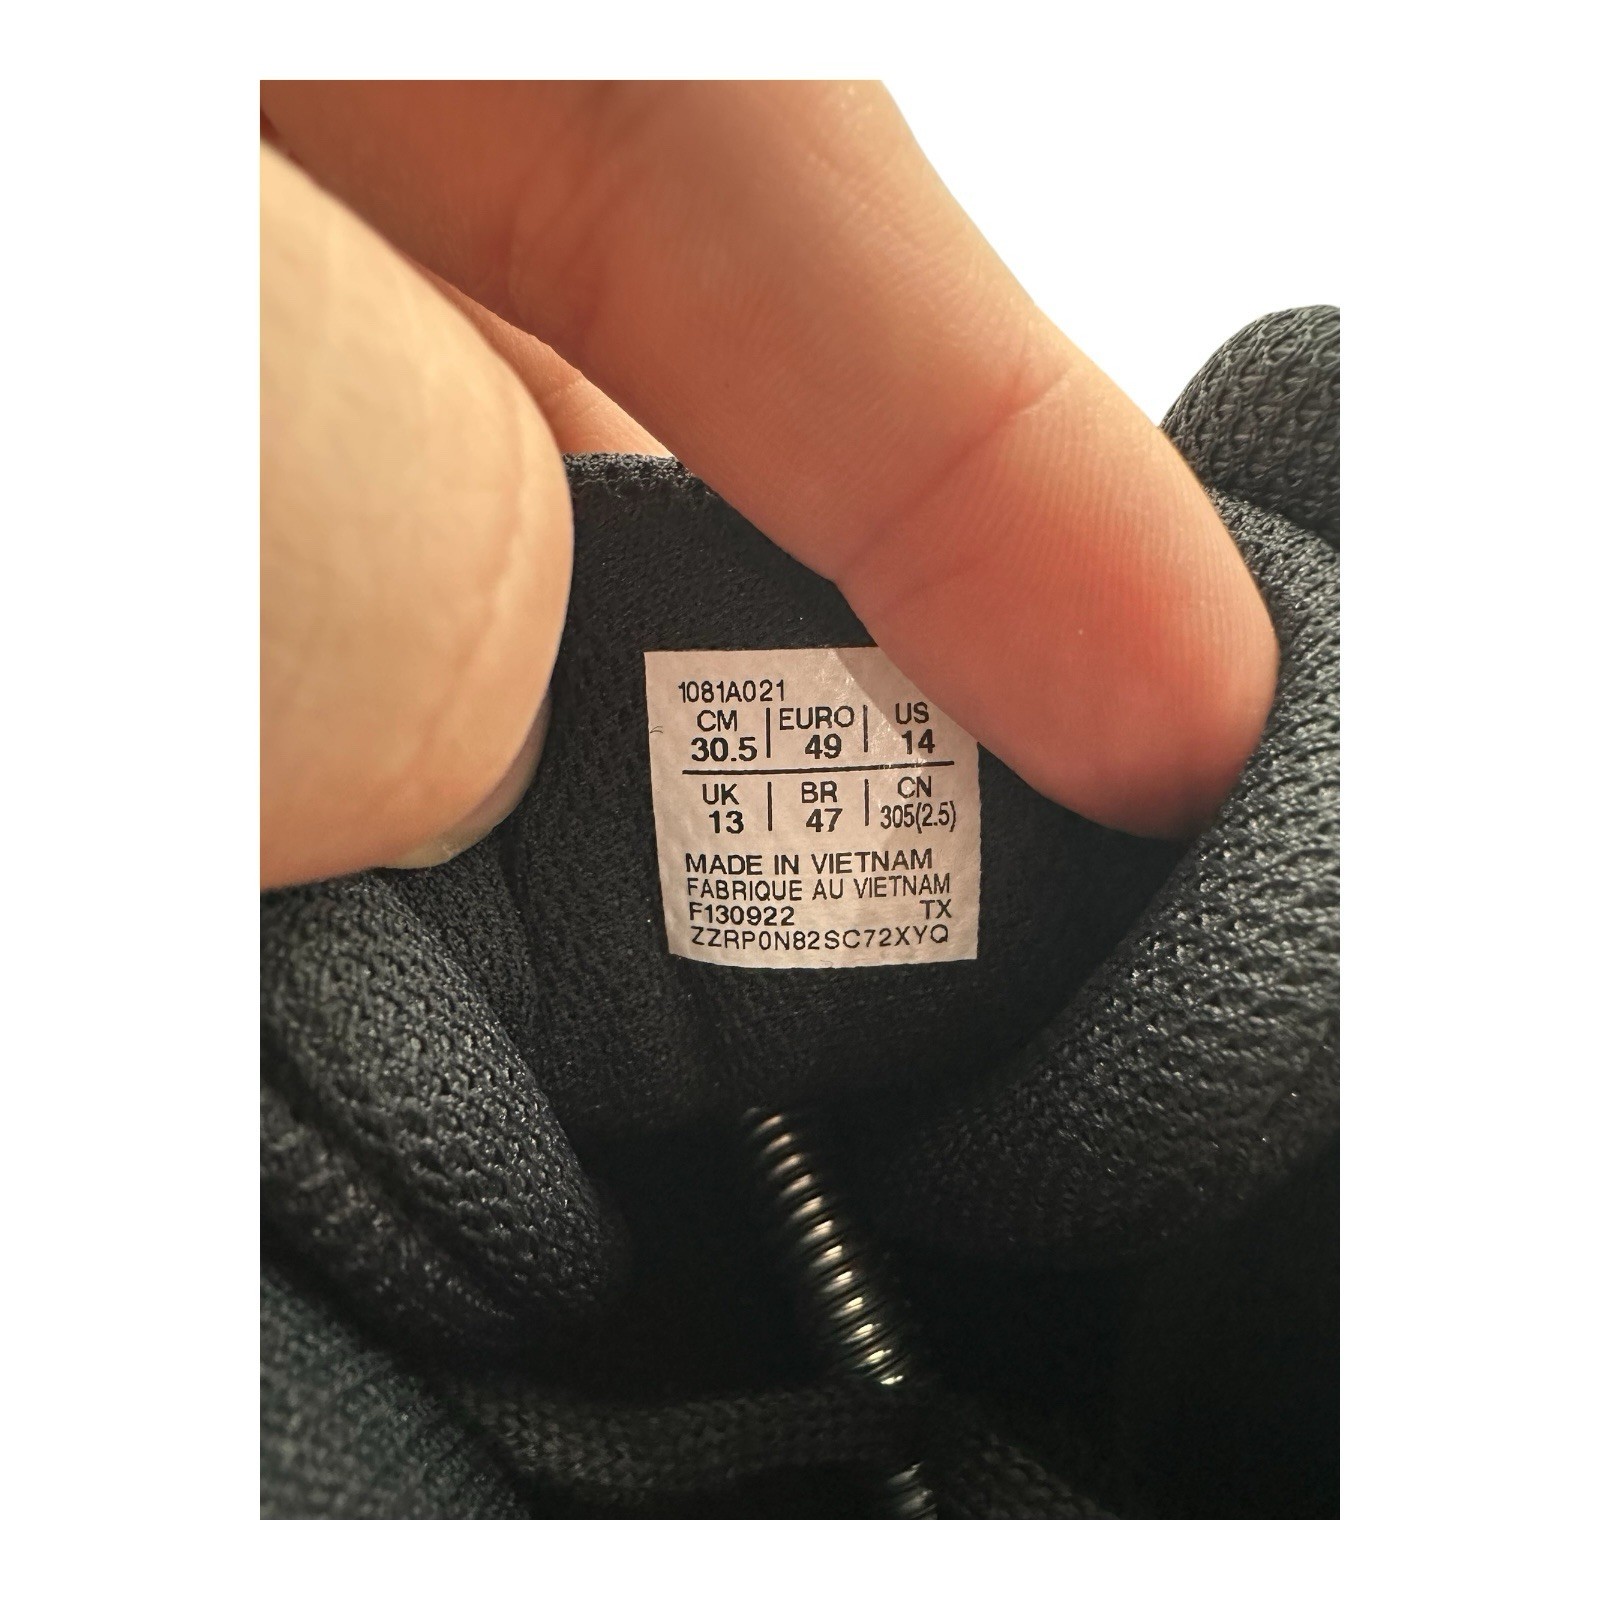 1081A021
CM | EURO | US
30.5 | 49 | 14
UK | BR | CN
13 | 47 | 305(2.5)
MADE IN VIETNAM
FABRIQUE AU VIETNAM
F130922 TX
ZZRP0N82SC72XYQ